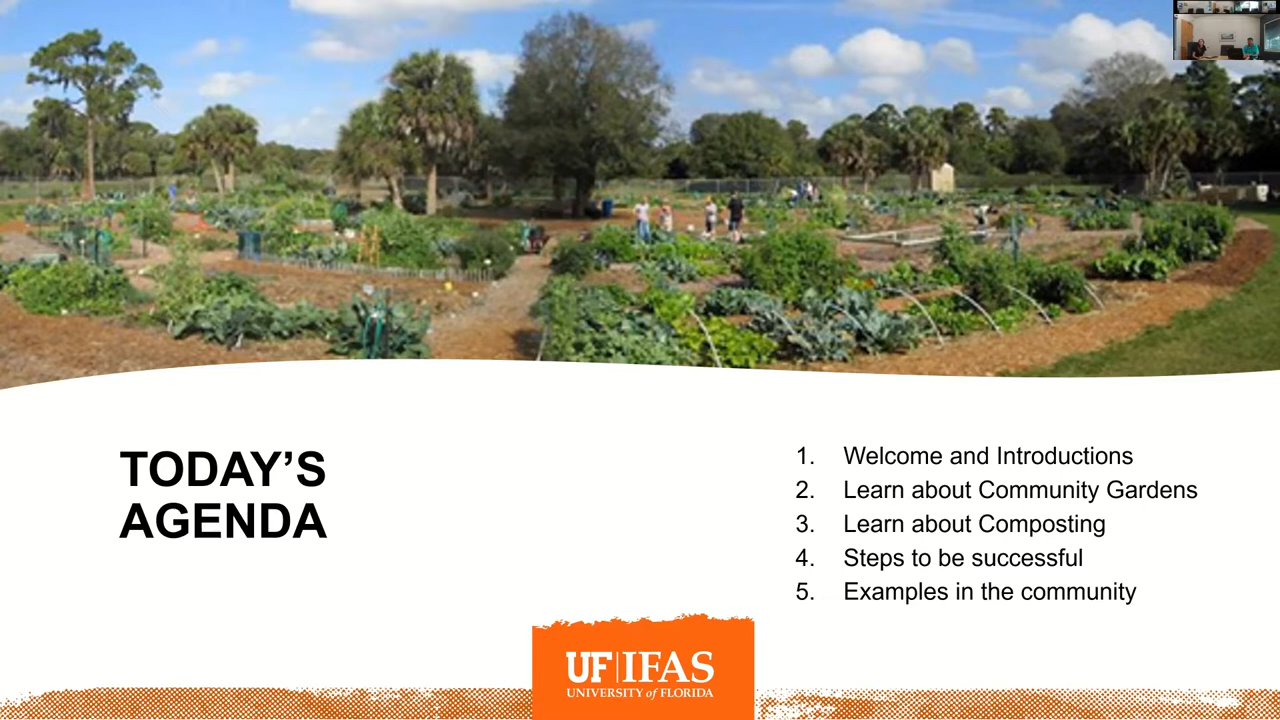 TODAY’S
AGENDA
1. Welcome and Introductions
2. Learn about Community Gardens
3. Learn about Composting
4. Steps to be successful
5. Examples in the community
UF|IFAS
UNIVERSITY of FLORIDA